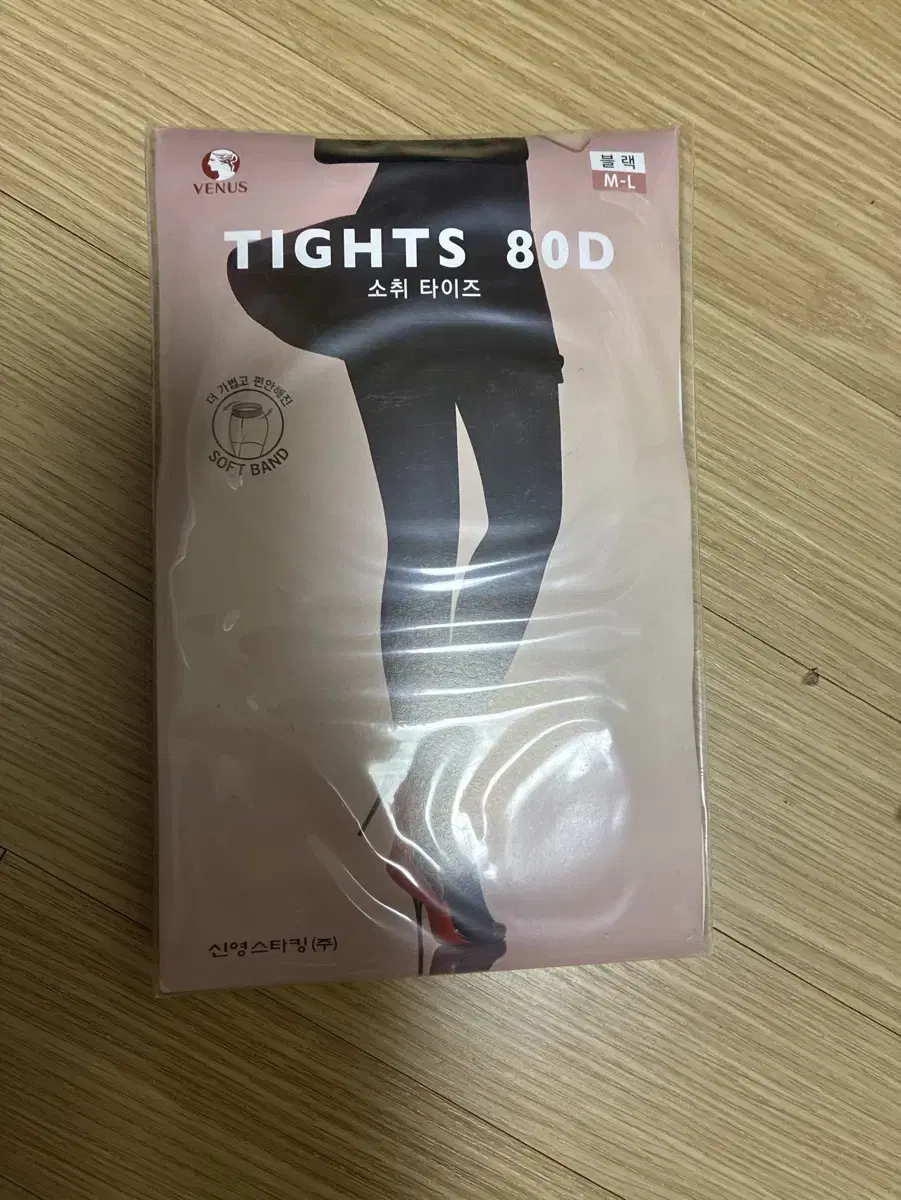 VENUS
블랙
M-L
TIGHTS 80D
소취 타이즈
더 가볍고 편안해진
SOFT BAND
신영스타킹(주)